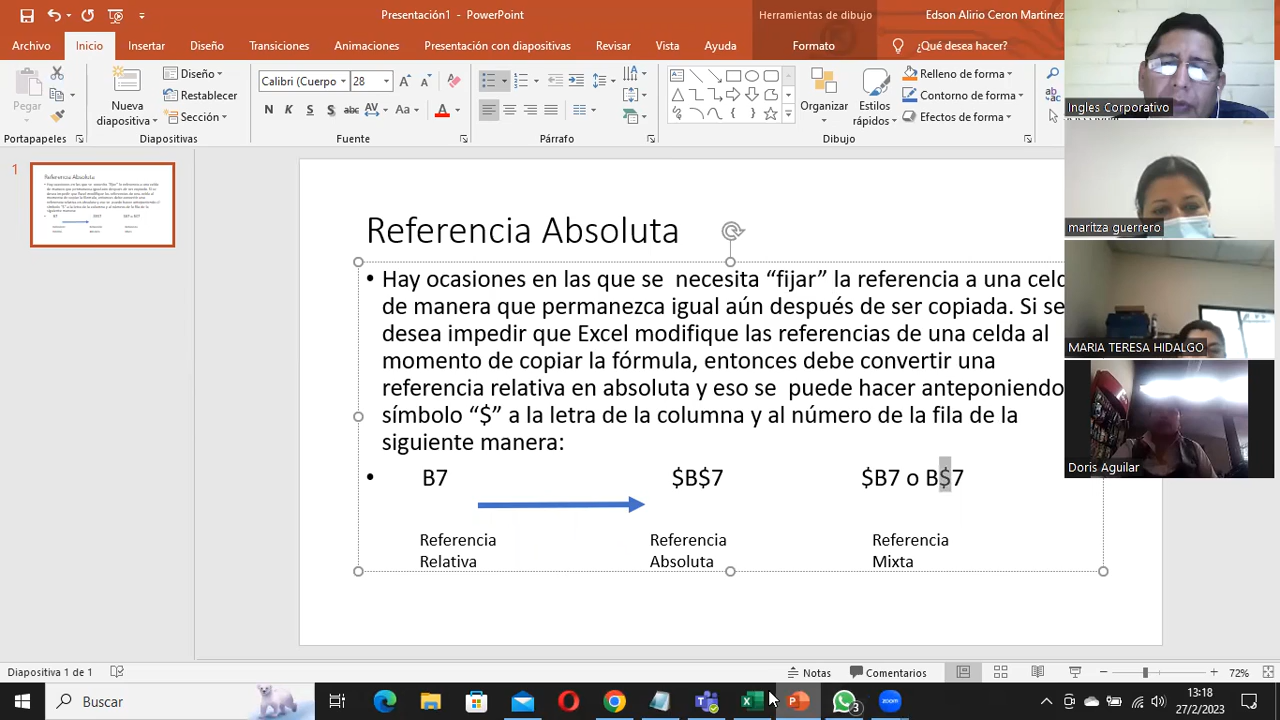 Presentación1 - PowerPoint
Herramientas de dibujo
Edson Alirio Ceron Martinez
Archivo Inicio Insertar Diseño Transiciones Animaciones Presentación con diapositivas Revisar Vista Ayuda Formato ¿Qué desea hacer?
Pegar
Nueva diapositiva
Diseño
Restablecer
Sección
Calibri (Cuerpo 28
N K S S abc AV Aa A
Organizar
Estilos rápidos
Relleno de forma
Contorno de forma
Efectos de forma
Portapapeles Diapositivas Fuente Párrafo Dibujo
Ingles Corporativo
maritza guerrero
MARIA TERESA HIDALGO
Doris Aguilar
1
Referencia Absoluta
• Hay ocasiones en las que se necesita “fijar” la referencia a una celd
de manera que permanezca igual aún después de ser copiada. Si se
desea impedir que Excel modifique las referencias de una celda al
momento de copiar la fórmula, entonces debe convertir una
referencia relativa en absoluta y eso se puede hacer anteponiendo
símbolo “$” a la letra de la columna y al número de la fila de la
siguiente manera:
• B7 $B$7 $B7 o B$7
Referencia Relativa
Referencia Absoluta
Referencia Mixta
Diapositiva 1 de 1
Notas Comentarios 72%
Buscar
3
13:18
27/2/2023